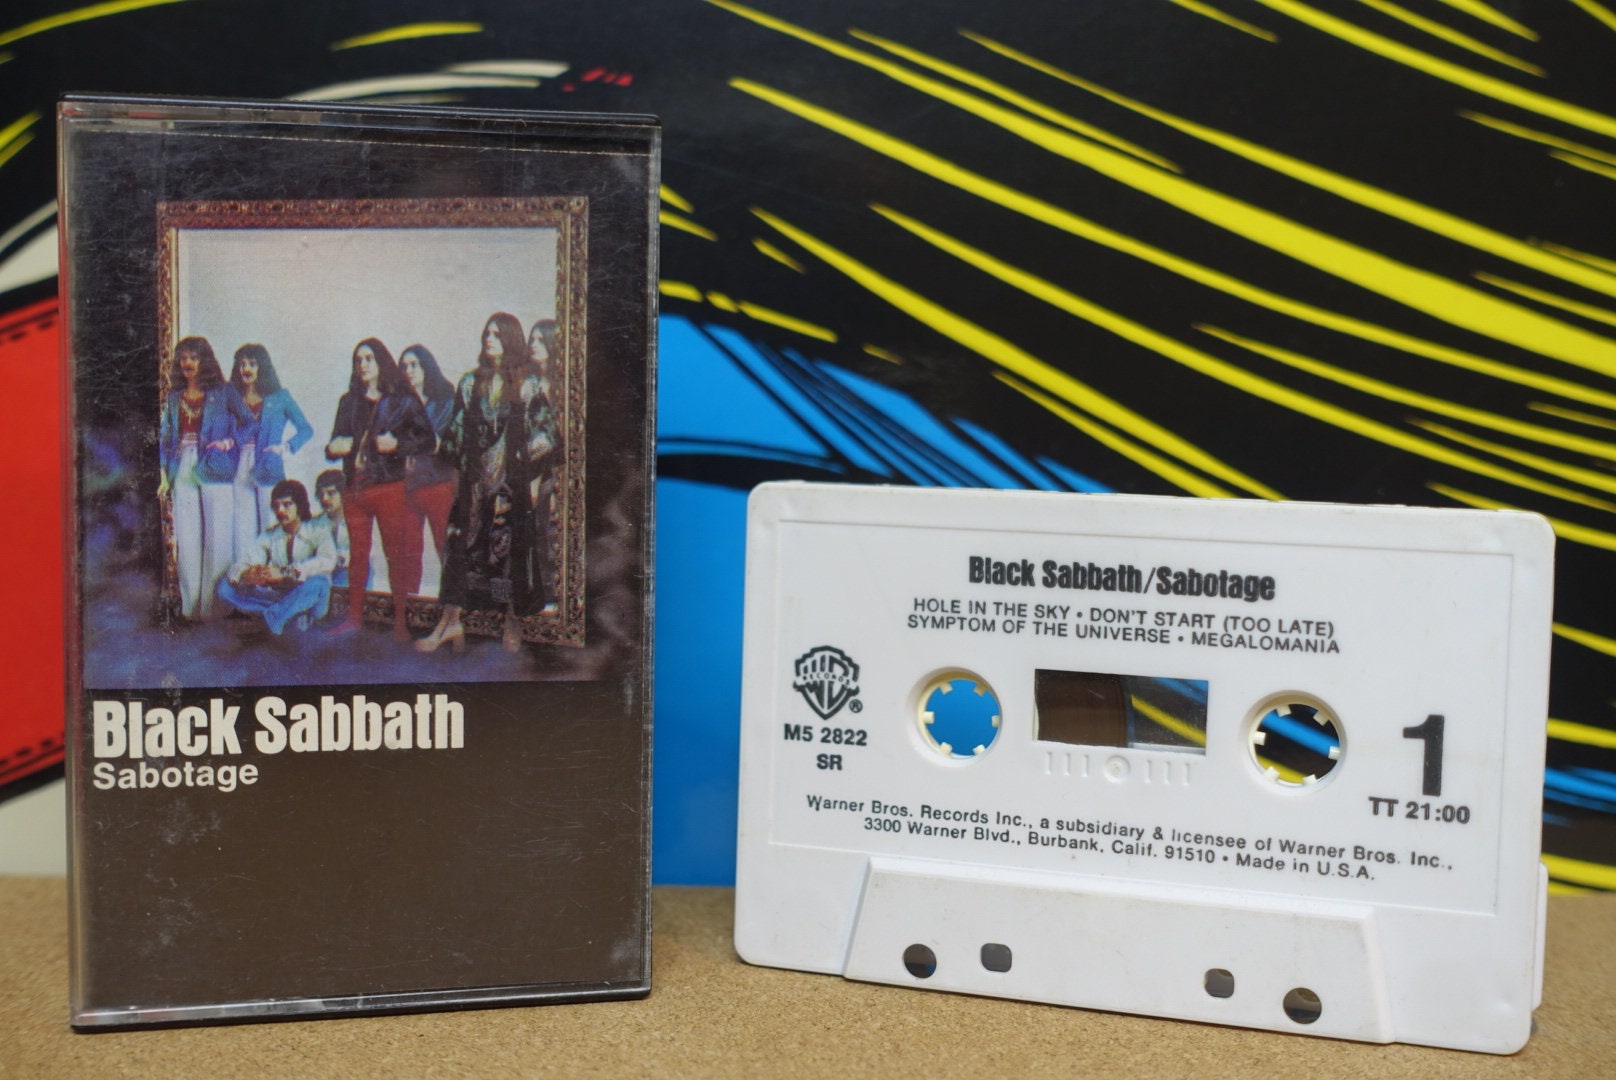 Black Sabbath
Sabotage
Black Sabbath/Sabotage
HOLE IN THE SKY • DON'T START (TOO LATE)
SYMPTOM OF THE UNIVERSE • MEGALOMANIA
RECORDS
®
M5 2822
SR
1
TT 21:00
Warner Bros. Records Inc., a subsidiary & licensee of Warner Bros. Inc.,
3300 Warner Blvd., Burbank, Calif. 91510 • Made in U.S.A.